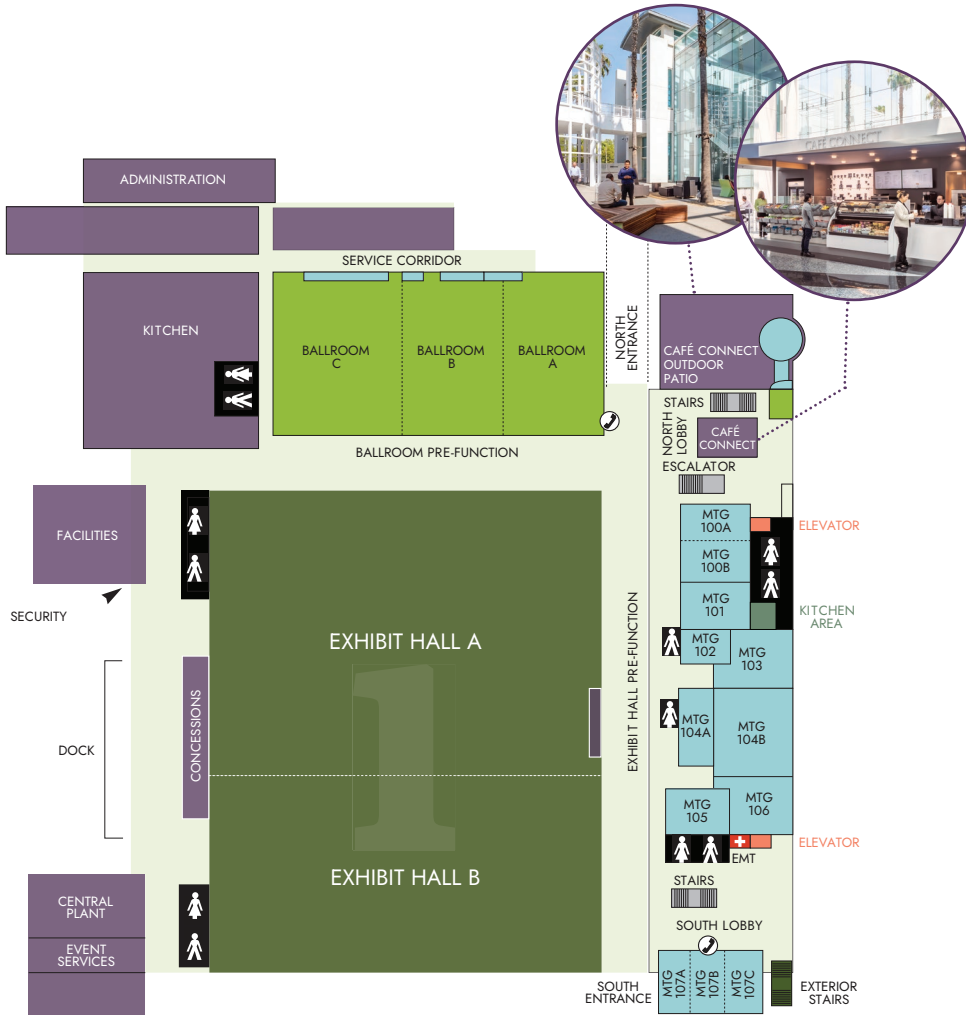 CAFÉ CONNECT
ADMINISTRATION
SERVICE CORRIDOR
KITCHEN
BALLROOM
C
BALLROOM
B
BALLROOM
A
NORTH
ENTRANCE
CAFÉ CONNECT
OUTDOOR
PATIO
STAIRS
NORTH
LOBBY
CAFÉ
CONNECT
BALLROOM PRE-FUNCTION
ESCALATOR
MTG
100A
ELEVATOR
FACILITIES
MTG
100B
SECURITY
MTG
101
KITCHEN
AREA
EXHIBIT HALL A
EXHIBIT HALL PRE-FUNCTION
MTG
102
MTG
103
1
CONCESSIONS
DOCK
MTG
104A
MTG
104B
MTG
105
MTG
106
ELEVATOR
EMT
EXHIBIT HALL B
STAIRS
CENTRAL
PLANT
EVENT
SERVICES
SOUTH LOBBY
SOUTH
ENTRANCE
MTG
107A
MTG
107B
MTG
107C
EXTERIOR
STAIRS